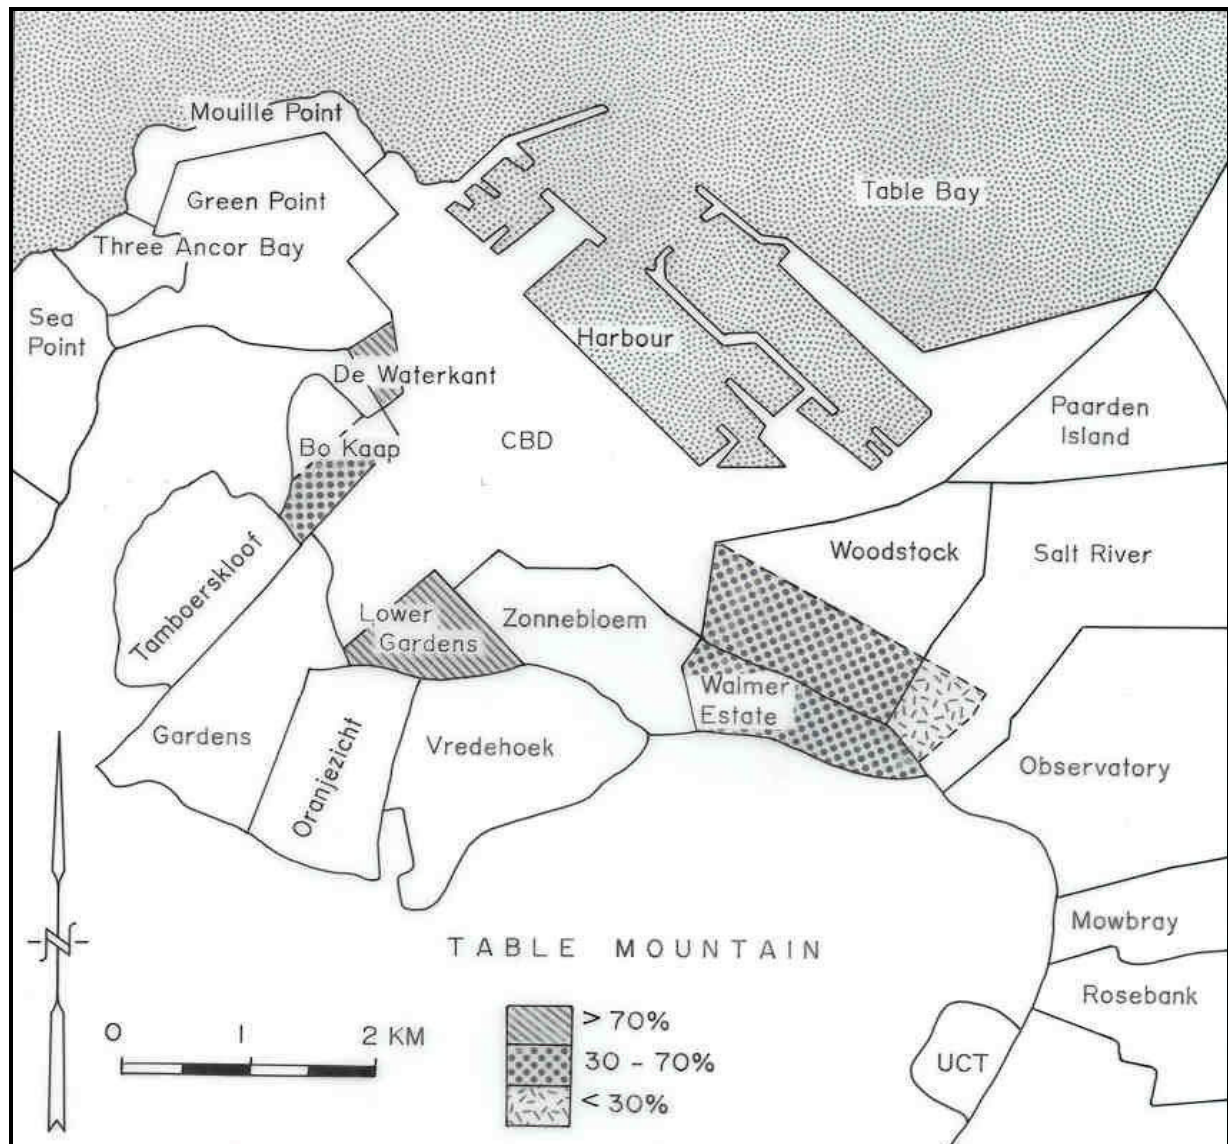 Mouille Point
Green Point
Table Bay
Three Ancor Bay
Sea
Point
Harbour
De Waterkant
Paarden
Island
Bo Kaap
CBD
Woodstock
Salt River
Tamboerskloof
Lower
Gardens
Zonnebloem
Walmer
Estate
Gardens
Oranjezicht
Vredehoek
Observatory
Mowbray
N
TABLE MOUNTAIN
Rosebank
> 70%
0 1 2 KM
30 - 70%
UCT
< 30%